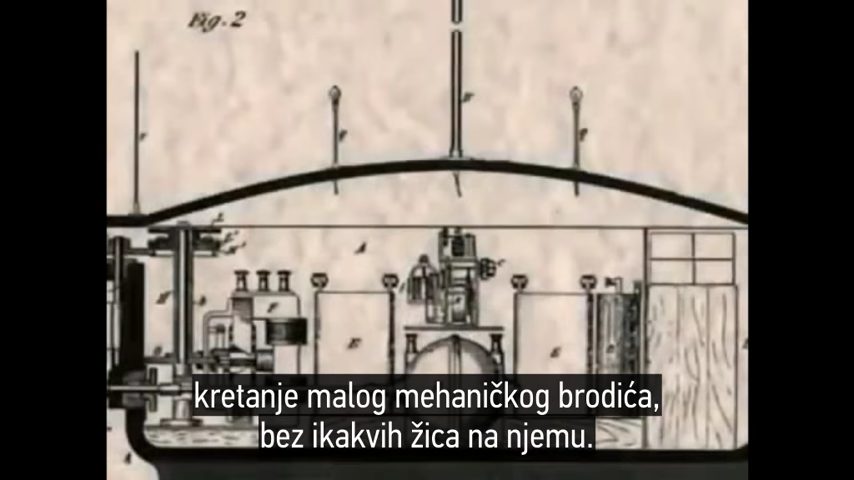 Fig. 2
kretanje malog mehaničkog brodića,
bez ikakvih žica na njemu.